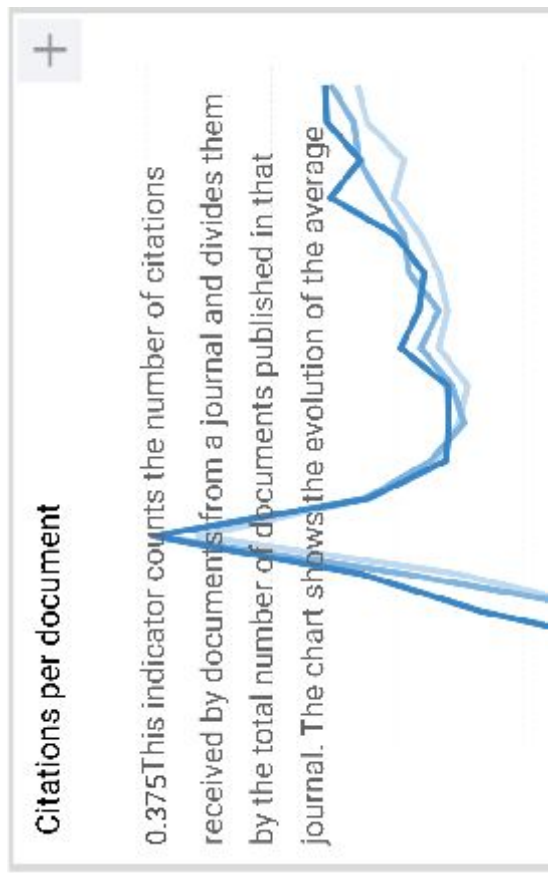 Citations per document
0.375This indicator counts the number of citations
received by documents from a journal and divides them
by the total number of documents published in that
journal. The chart shows the evolution of the average